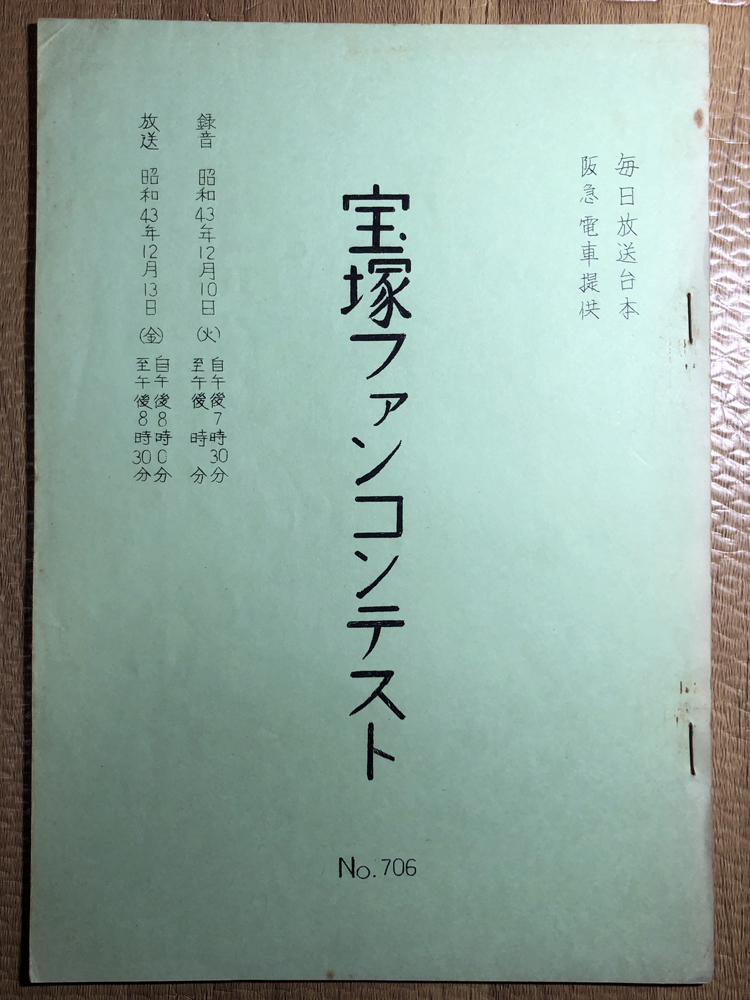 毎日放送台本
阪急電車提供
宝塚ファンコンテスト
No.706
録音 昭和43年12月10日(火) 自午後7時30分
至午後 時 分
放送 昭和43年12月13日(金) 自午後8時0分
至午後8時30分